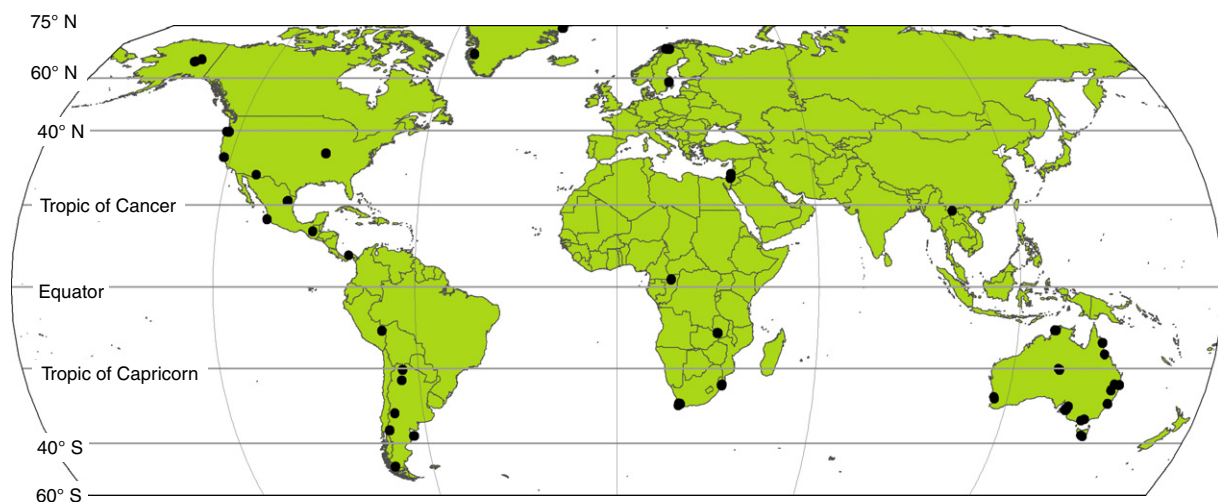 75° N
60° N
40° N
Tropic of Cancer
Equator
Tropic of Capricorn
40° S
60° S